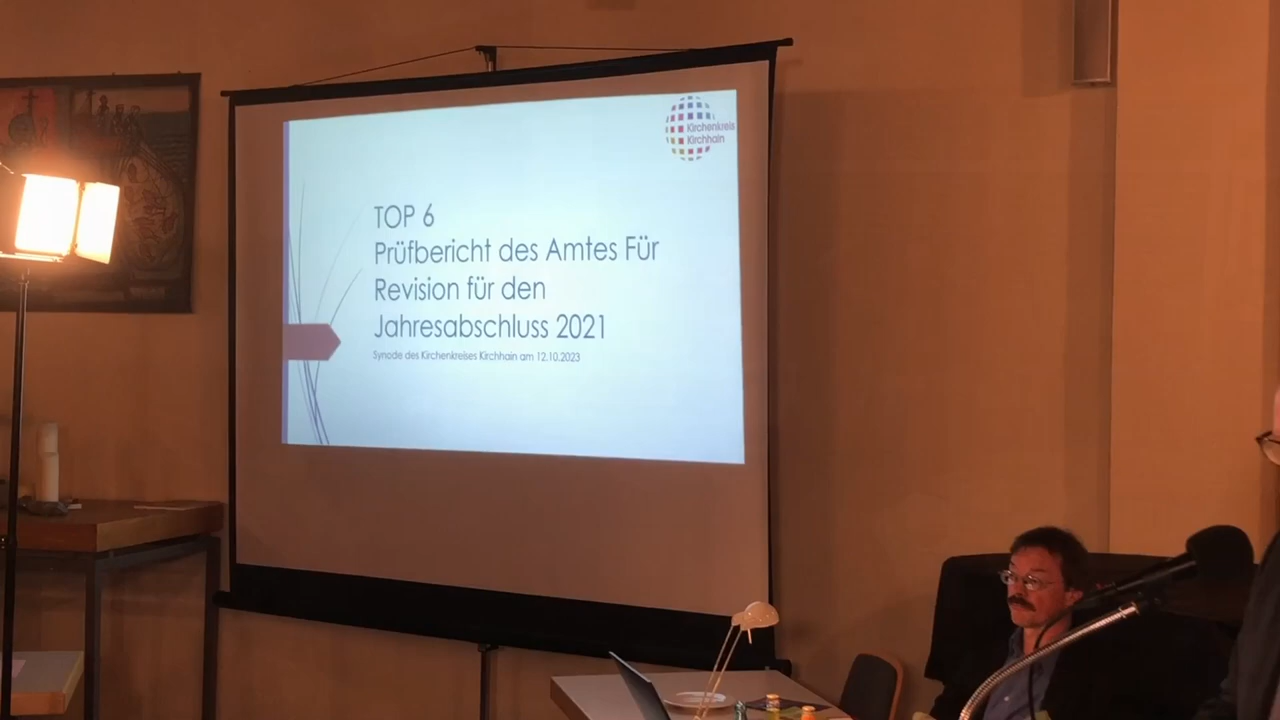 Kirchenkreis
Kirchhain
TOP 6
Prüfbericht des Amtes Für
Revision für den
Jahresabschluss 2021
Synode des Kirchenkreises Kirchhain am 12.10.2023